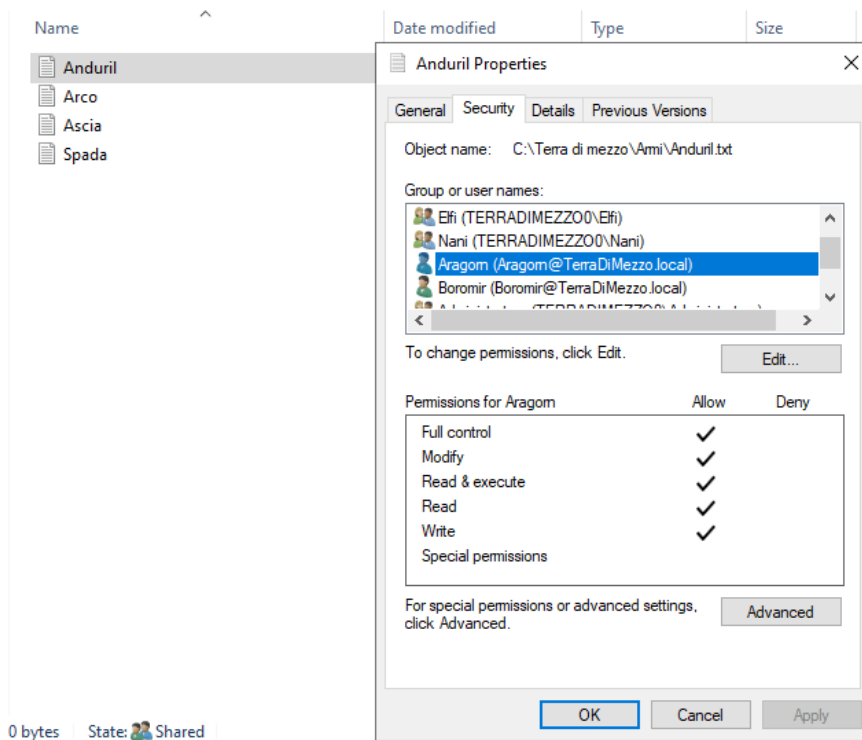 Name Date modified Type Size
Anduril
Arco
Ascia
Spada
0 bytes State: Shared
Anduril Properties
General Security Details Previous Versions
Object name: C:\Terra di mezzo\Armi\Anduril.txt
Group or user names:
Elfi (TERRADIMEZZO0\Elfi)
Nani (TERRADIMEZZO0\Nani)
Aragorn (Aragorn@TerraDiMezzo.local)
Boromir (Boromir@TerraDiMezzo.local)
To change permissions, click Edit.
Edit...
Permissions for Aragorn Allow Deny
Full control
Modify
Read & execute
Read
Write
Special permissions
For special permissions or advanced settings,
click Advanced.
Advanced
OK Cancel Apply